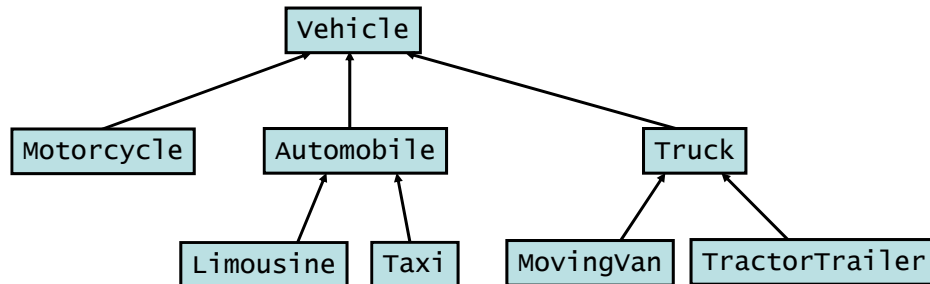 Vehicle
Motorcycle
Automobile
Truck
Limousine
Taxi
MovingVan
TractorTrailer